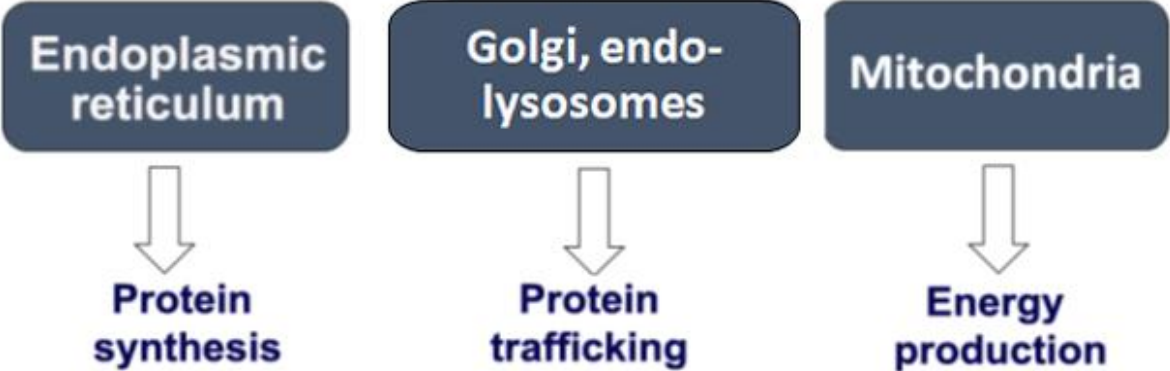 Endoplasmic
reticulum
Golgi, endo-
lysosomes
Mitochondria
Protein
synthesis
Protein
trafficking
Energy
production